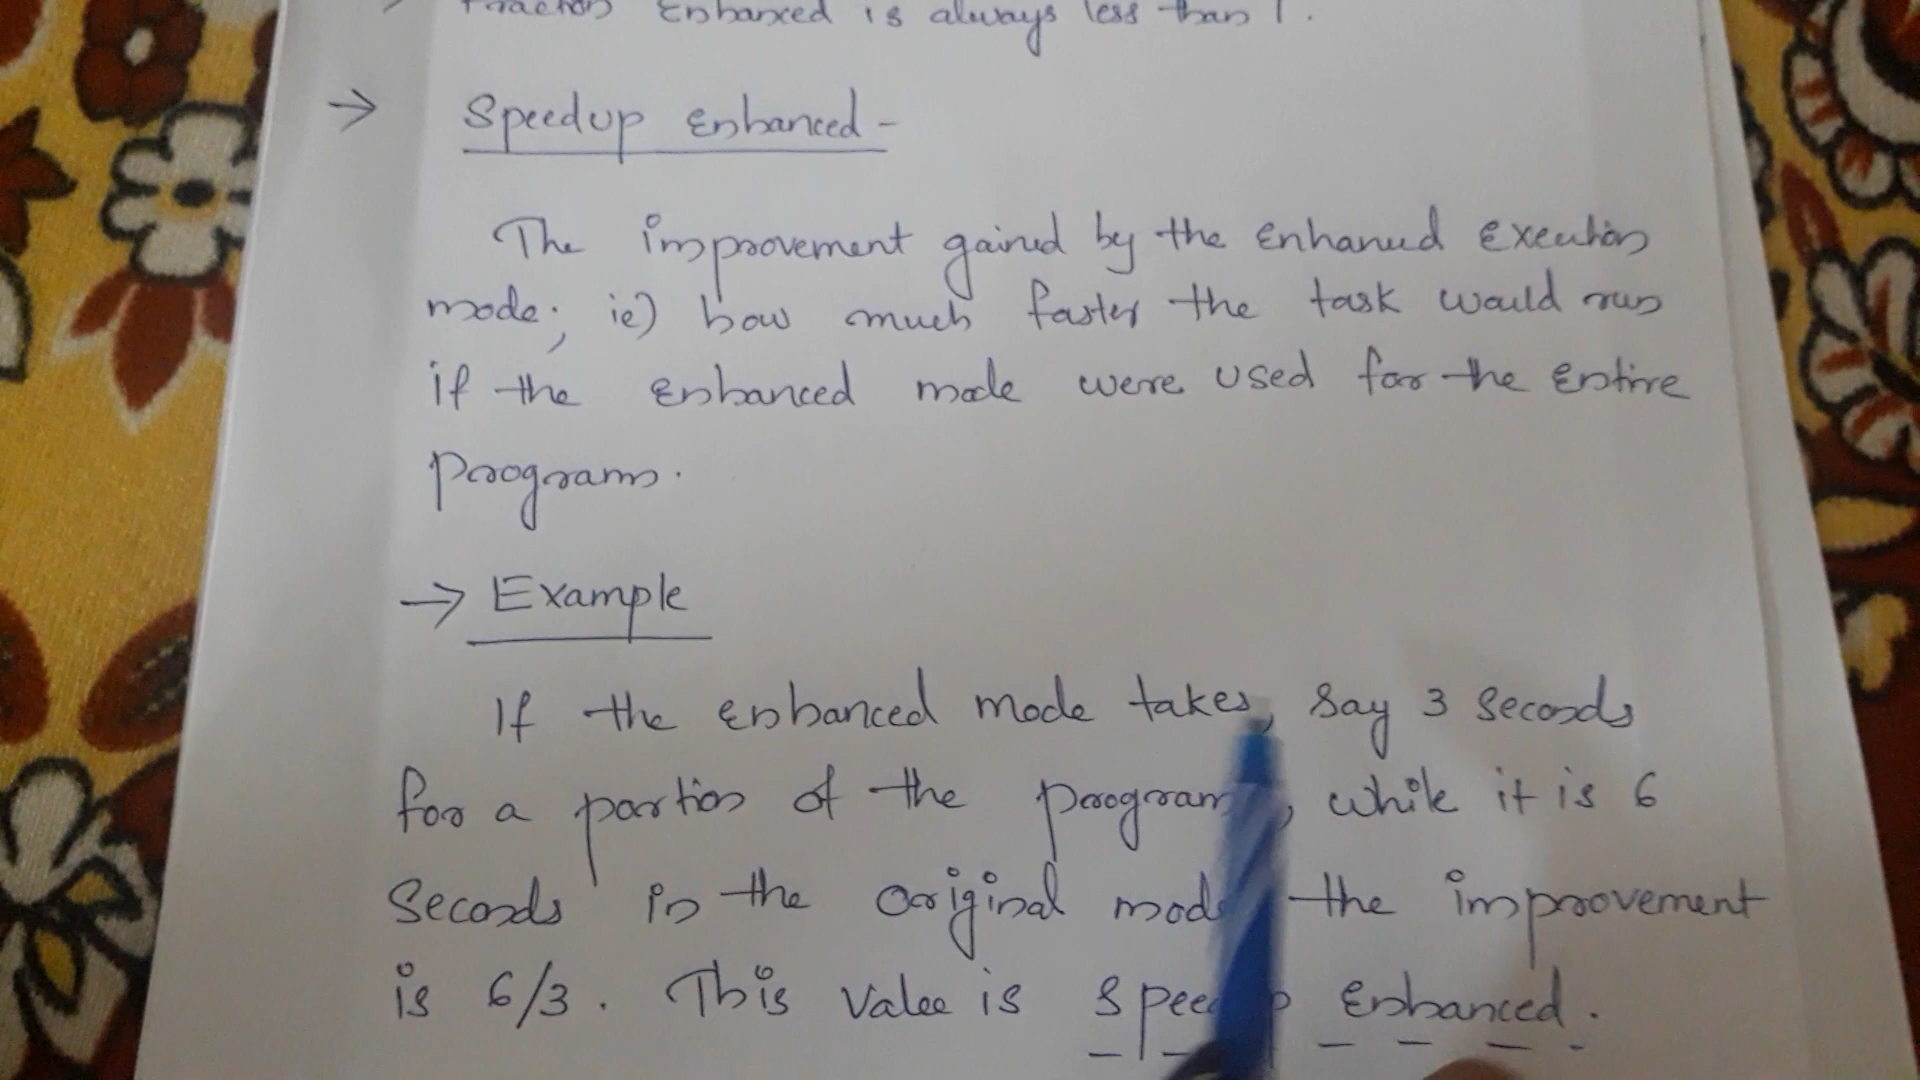 Fraction Enhanced is always less than 1.
→ Speedup Enhanced -
The improvement gained by the Enhanced Execution
mode; ie) how much faster the task would run
if the Enhanced mode were used for the Entire
program.
→ Example
If the enhanced mode takes, say 3 seconds
for a portion of the program, while it is 6
seconds in the original mode the improvement
is 6/3. This Value is Speedup Enhanced.